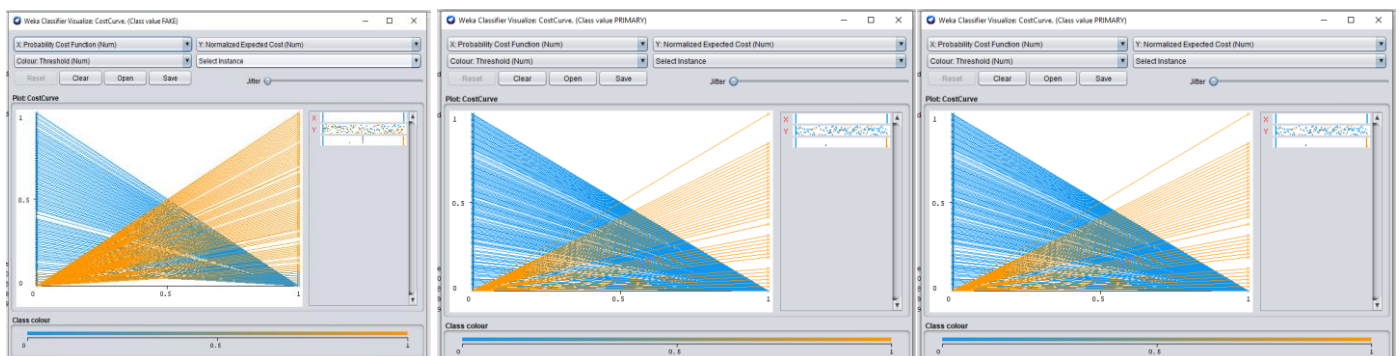 Weka Classifier Visualize: CostCurve. (Class value FAKE)
X: Probability Cost Function (Num) Y: Normalized Expected Cost (Num)
Colour: Threshold (Num) Select Instance
Reset Clear Open Save Jitter
Plot: CostCurve
X
Y
1
0.5
0
0 0.5 1
Class colour
0 0.5 1
Weka Classifier Visualize: CostCurve. (Class value PRIMARY)
X: Probability Cost Function (Num) Y: Normalized Expected Cost (Num)
Colour: Threshold (Num) Select Instance
Reset Clear Open Save Jitter
Plot: CostCurve
X
Y
1
0.5
0
0 0.5 1
Class colour
0 0.5 1
Weka Classifier Visualize: CostCurve. (Class value PRIMARY)
X: Probability Cost Function (Num) Y: Normalized Expected Cost (Num)
Colour: Threshold (Num) Select Instance
Reset Clear Open Save Jitter
Plot: CostCurve
X
Y
1
0.5
0
0 0.5 1
Class colour
0 0.5 1